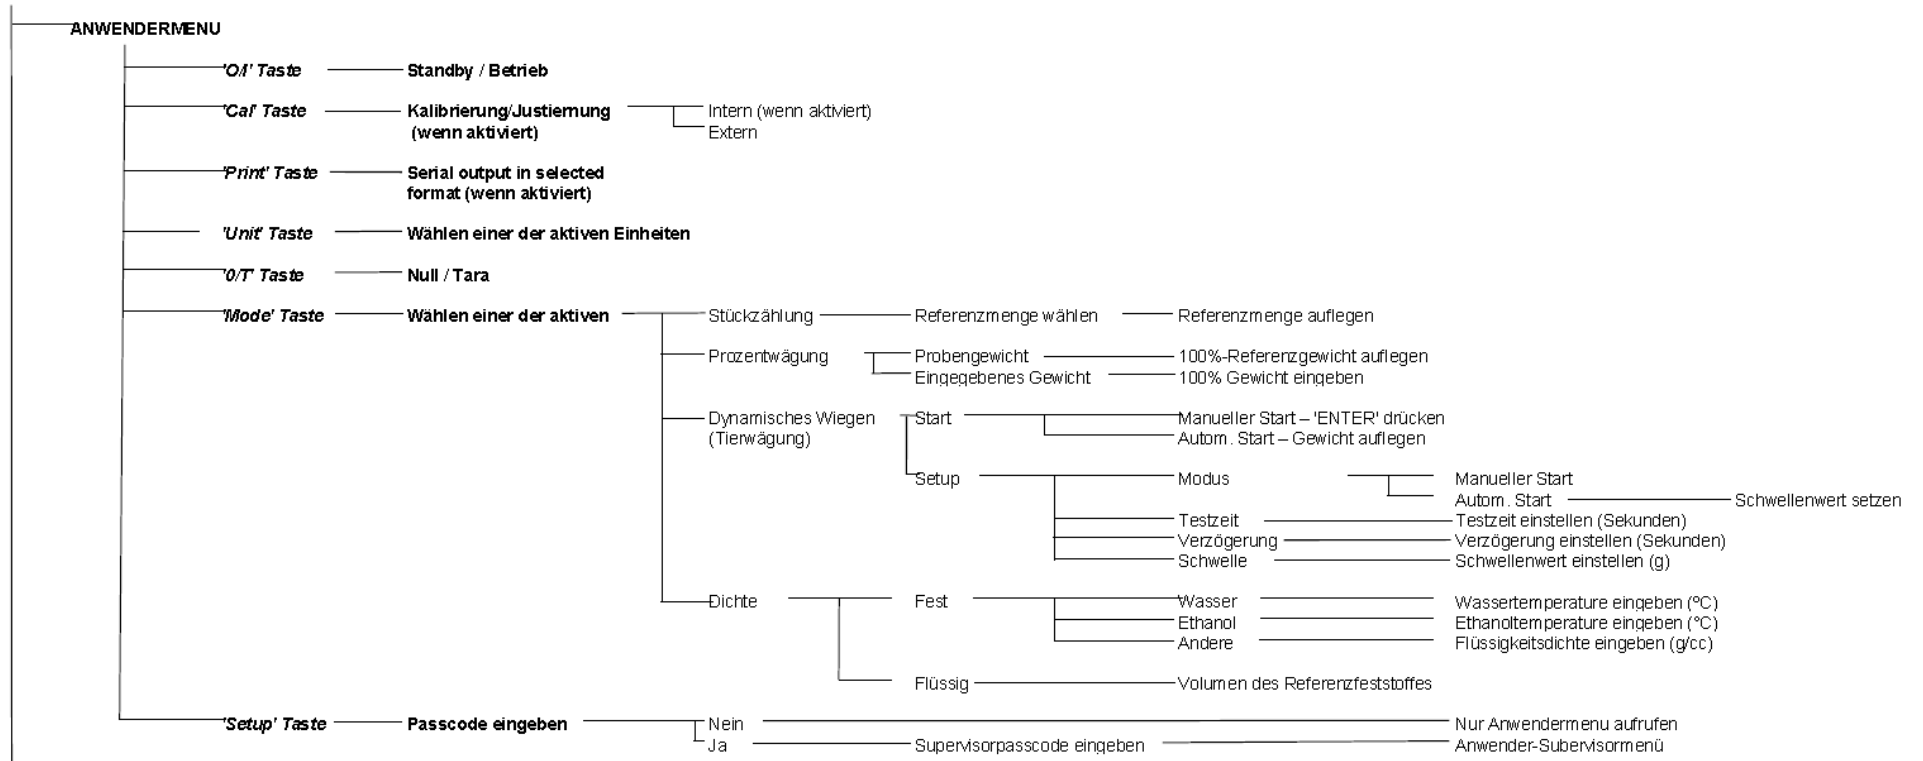 ANWENDERMENU
'O/I' Taste Standby / Betrieb
'Cal' Taste Kalibrierung/Justiernung Intern (wenn aktiviert)
(wenn aktiviert) Extern
'Print' Taste Serial output in selected
format (wenn aktiviert)
'Unit' Taste Wählen einer der aktiven Einheiten
'0/T' Taste Null / Tara
'Mode' Taste Wählen einer der aktiven Stückzählung Referenzmenge wählen Referenzmenge auflegen
Prozentwägung Probengewicht 100%-Referenzgewicht auflegen
Eingegebenes Gewicht 100% Gewicht eingeben
Dynamisches Wiegen Start Manueller Start – 'ENTER' drücken
(Tierwägung) Autom. Start – Gewicht auflegen
Setup Modus Manueller Start
Autom. Start Schwellenwert setzen
Testzeit Testzeit einstellen (Sekunden)
Verzögerung Verzögerung einstellen (Sekunden)
Schwelle Schwellenwert einstellen (g)
Dichte Fest Wasser Wassertemperature eingeben (ºC)
Ethanol Ethanoltemperature eingeben (°C)
Andere Flüssigkeitsdichte eingeben (g/cc)
Flüssig Volumen des Referenzfeststoffes
'Setup' Taste Passcode eingeben Nein Nur Anwendermenu aufrufen
Ja Supervisorpasscode eingeben Anwender-Subervisormenü